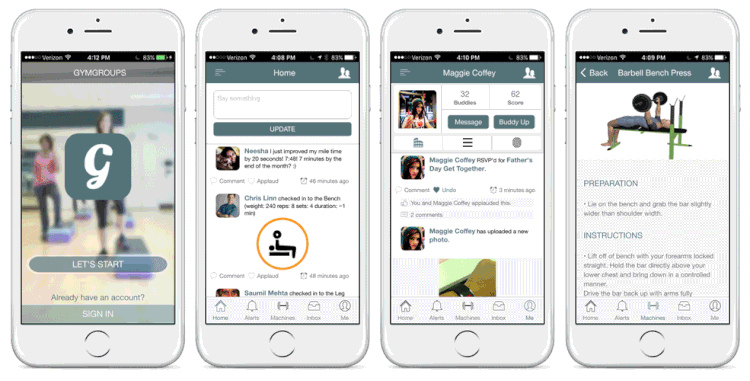 Verizon 4:12 PM 83%
GYMGROUPS
G
LET'S START
Already have an account?
SIGN IN
Verizon 4:08 PM 83%
Home
Say something
UPDATE
Neesha I just improved my mile time
by 20 seconds! 7:48! 7 minutes by the
end of the month? :)
Comment Applaud 46 minutes ago
Chris Linn checked in to the Bench
(weight: 240 reps: 8 sets: 4 duration: ~1
min)
Comment Applaud 48 minutes ago
Saumil Mehta checked in to the Leg
Home Alerts Machines Inbox Me
Verizon 4:10 PM 83%
Maggie Coffey
32 62
Buddies Score
Message Buddy Up
Maggie Coffey RSVP's for Father's
Day Get Together.
Comment Undo 3 minutes ago
You and Maggie Coffey applauded this.
2 comments
Maggie Coffey has uploaded a new
photo.
Home Alerts Machines Inbox Me
Verizon 4:09 PM 83%
Back Barbell Bench Press
PREPARATION
• Lie on the bench and grab the bar slightly
wider than shoulder width.
INSTRUCTIONS
• Lift off of bench with your forearms locked
straight. Hold the bar directly above your
lower chest and bring down in a controlled
manner.
Drive the bar back up with arms fully
Home Alerts Machines Inbox Me